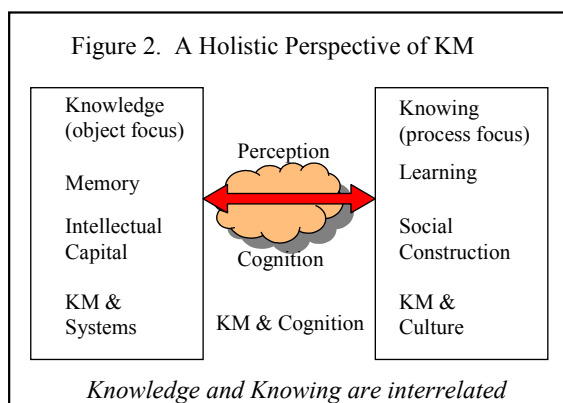 Figure 2.  A Holistic Perspective of KM
Knowledge
(object focus)
Memory
Intellectual
Capital
KM &
Systems
Perception
Cognition
KM & Cognition
Knowing
(process focus)
Learning
Social
Construction
KM &
Culture
Knowledge and Knowing are interrelated